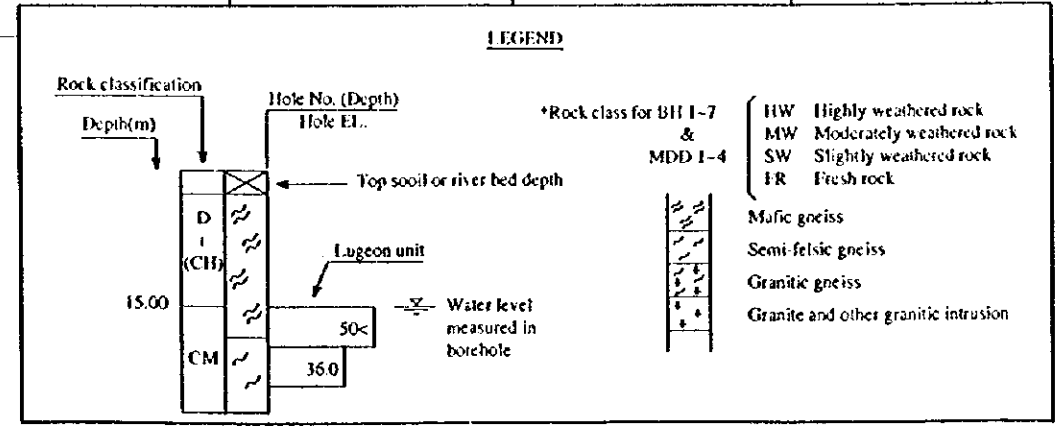 LEGEND
Rock classification
Depth(m)
Hole No. (Depth)
Hole EL.
Top sooil or river bed depth
D
~
(CH)
Lugeon unit
15.00
50<
CM
36.0
Water level
measured in
borehole
*Rock class for BH 1~7
&
MDD 1~4
HW Highly weathered rock
MW Moderately weathered rock
SW Slightly weathered rock
FR Fresh rock
Mafic gneiss
Semi-felsic gneiss
Granitic gneiss
Granite and other granitic intrusion